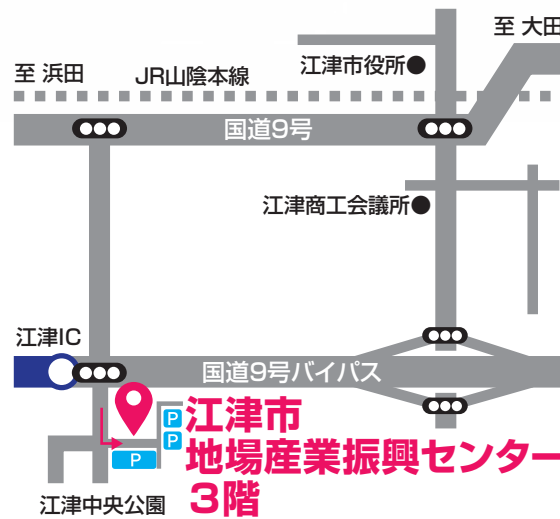 至 大田
至 浜田
JR山陰本線
江津市役所
国道9号
江津商工会議所
江津IC
国道9号バイパス
P
P
P
江津市
地場産業振興センター
3階
江津中央公園